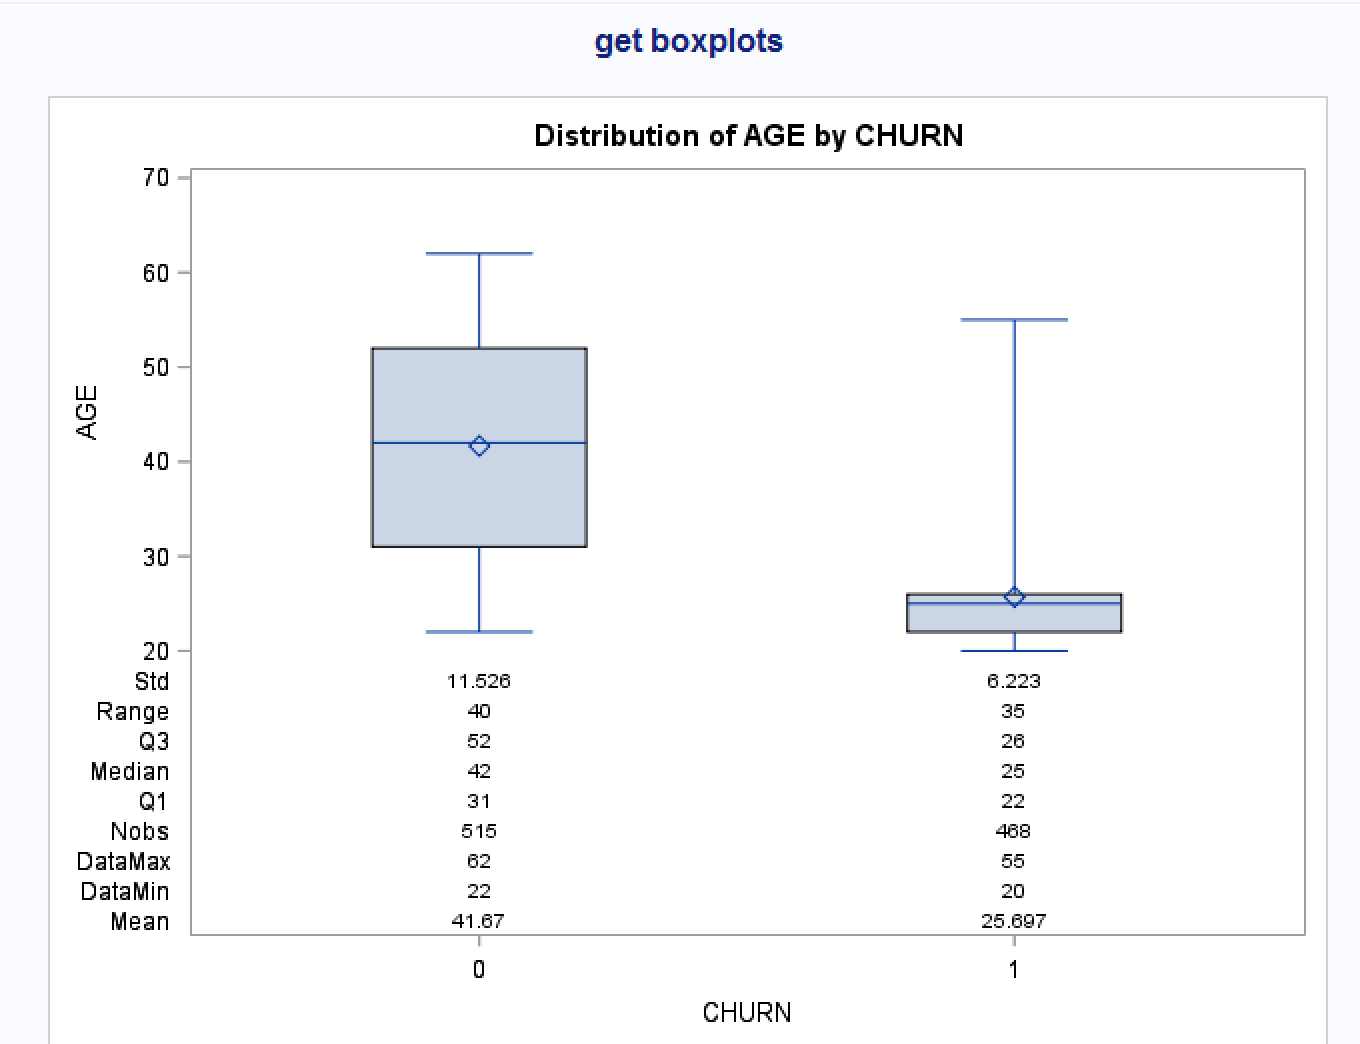 get boxplots
Distribution of AGE by CHURN
70
60
50
40
30
20
AGE
Std 11.526 6.223
Range 40 35
Q3 52 26
Median 42 25
Q1 31 22
Nobs 515 468
DataMax 62 55
DataMin 22 20
Mean 41.67 25.697
0 1
CHURN